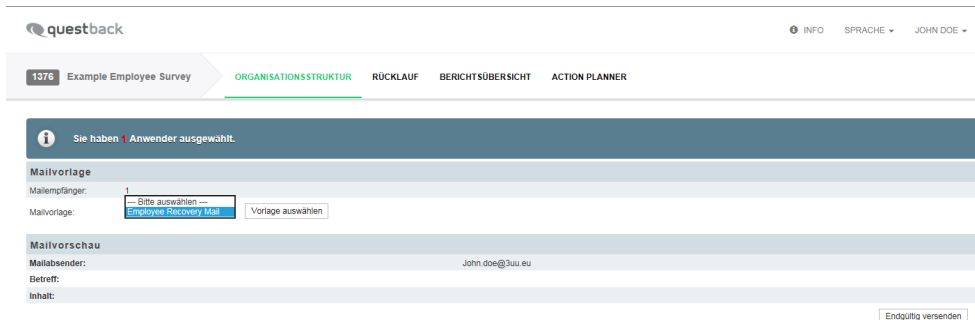 questback
INFO SPRACHE JOHN DOE
1376 Example Employee Survey ORGANISATIONSSTRUKTUR RÜCKLAUF BERICHTSÜBERSICHT ACTION PLANNER
Sie haben 1 Anwender ausgewählt.
Mailvorlage
Mailempfänger: 1
--- Bitte auswählen ---
Mailvorlage: Employee Recovery Mail Vorlage auswählen
Mailvorschau
Mailabsender: John.doe@3uu.eu
Betreff:
Inhalt:
Endgültig versenden